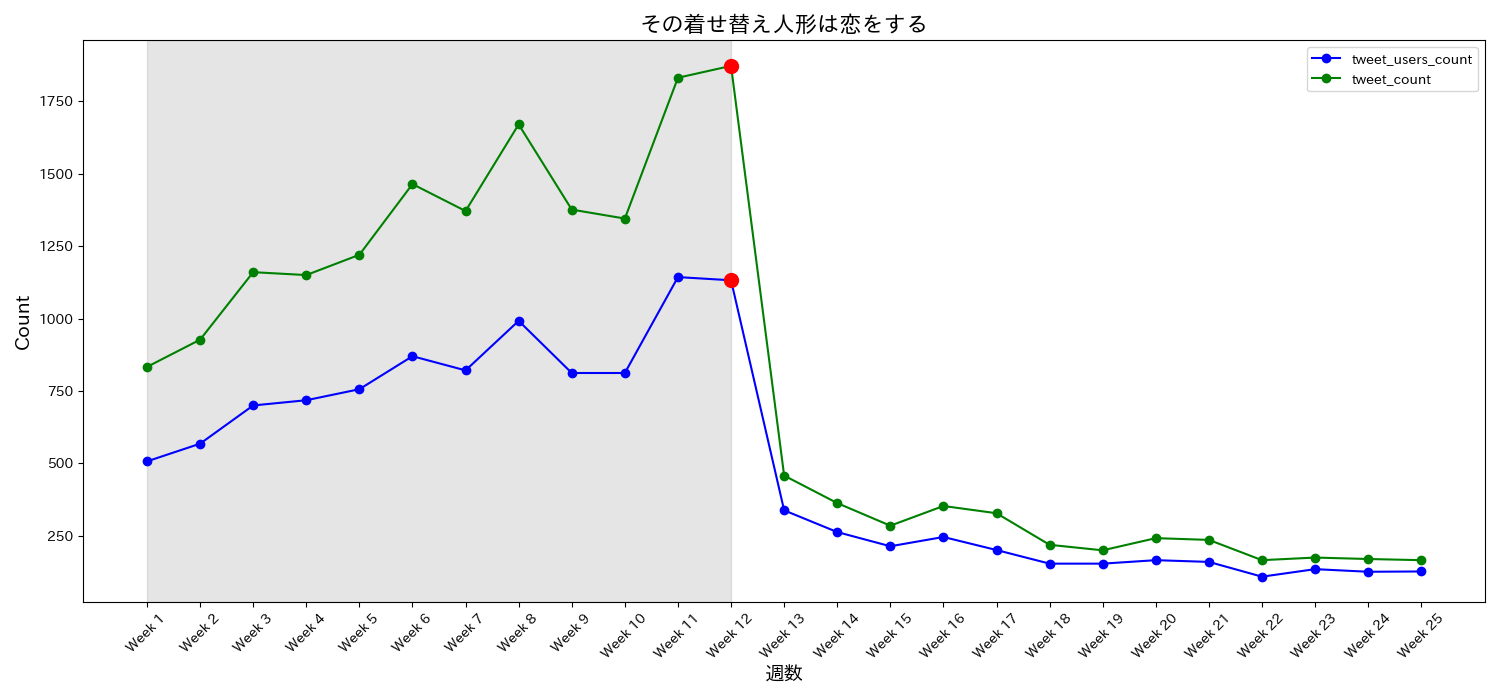 その着せ替え人形は恋をする
tweet_users_count
tweet_count
Count
1750
1500
1250
1000
750
500
250
Week 1
Week 2
Week 3
Week 4
Week 5
Week 6
Week 7
Week 8
Week 9
Week 10
Week 11
Week 12
Week 13
Week 14
Week 15
Week 16
Week 17
Week 18
Week 19
Week 20
Week 21
Week 22
Week 23
Week 24
Week 25
週数